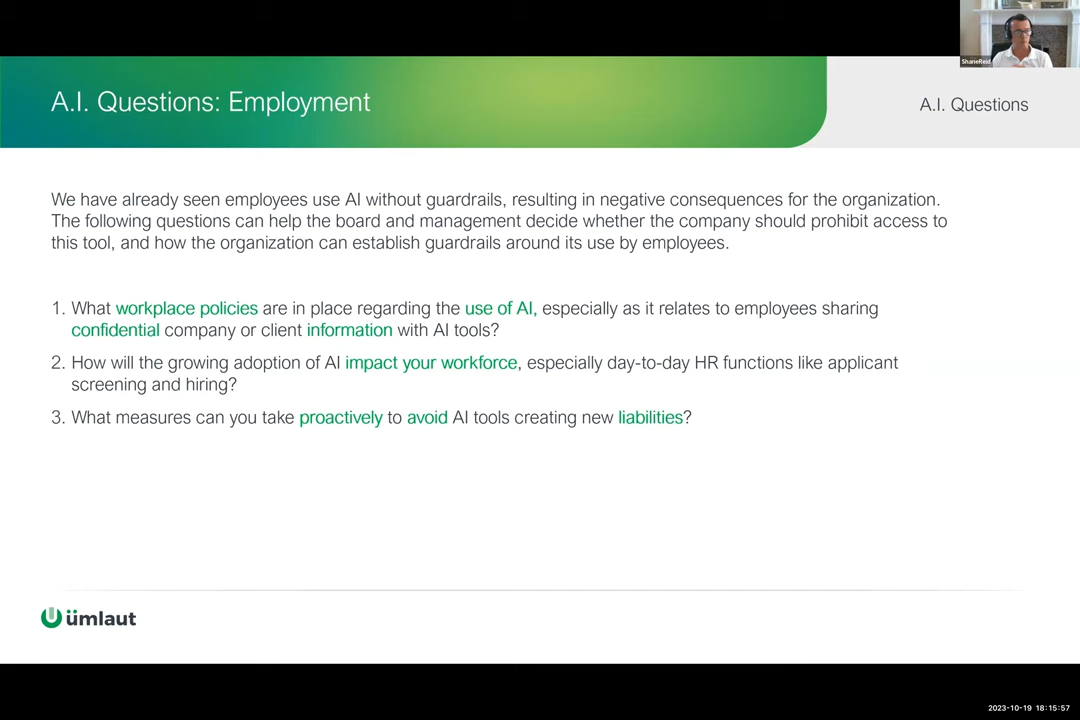 ShaneReid
A.I. Questions: Employment
A.I. Questions
We have already seen employees use AI without guardrails, resulting in negative consequences for the organization.
The following questions can help the board and management decide whether the company should prohibit access to
this tool, and how the organization can establish guardrails around its use by employees.
1. What workplace policies are in place regarding the use of AI, especially as it relates to employees sharing
confidential company or client information with AI tools?
2. How will the growing adoption of AI impact your workforce, especially day-to-day HR functions like applicant
screening and hiring?
3. What measures can you take proactively to avoid AI tools creating new liabilities?
ümlaut
2023-10-19 18:15:57